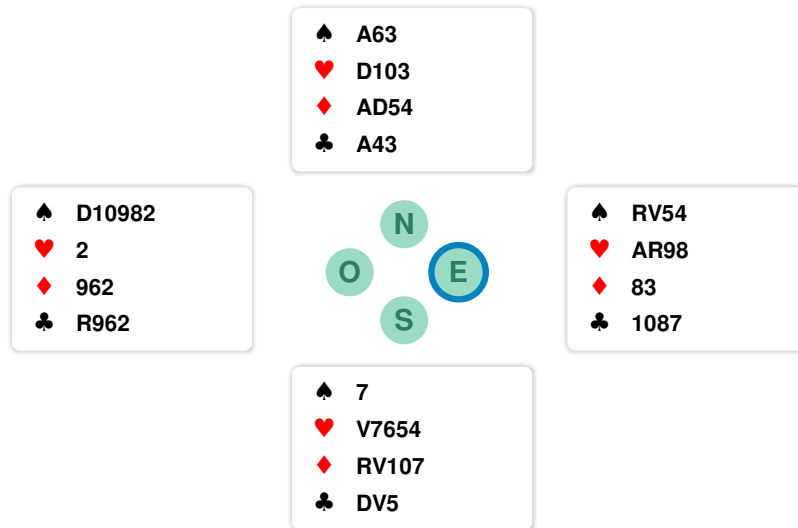 ♠ A63
♥ D103
♦ AD54
♣ A43
♠ D10982
♥ 2
♦ 962
♣ R962
N
O
E
S
♠ RV54
♥ AR98
♦ 83
♣ 1087
♠ 7
♥ V7654
♦ RV107
♣ DV5